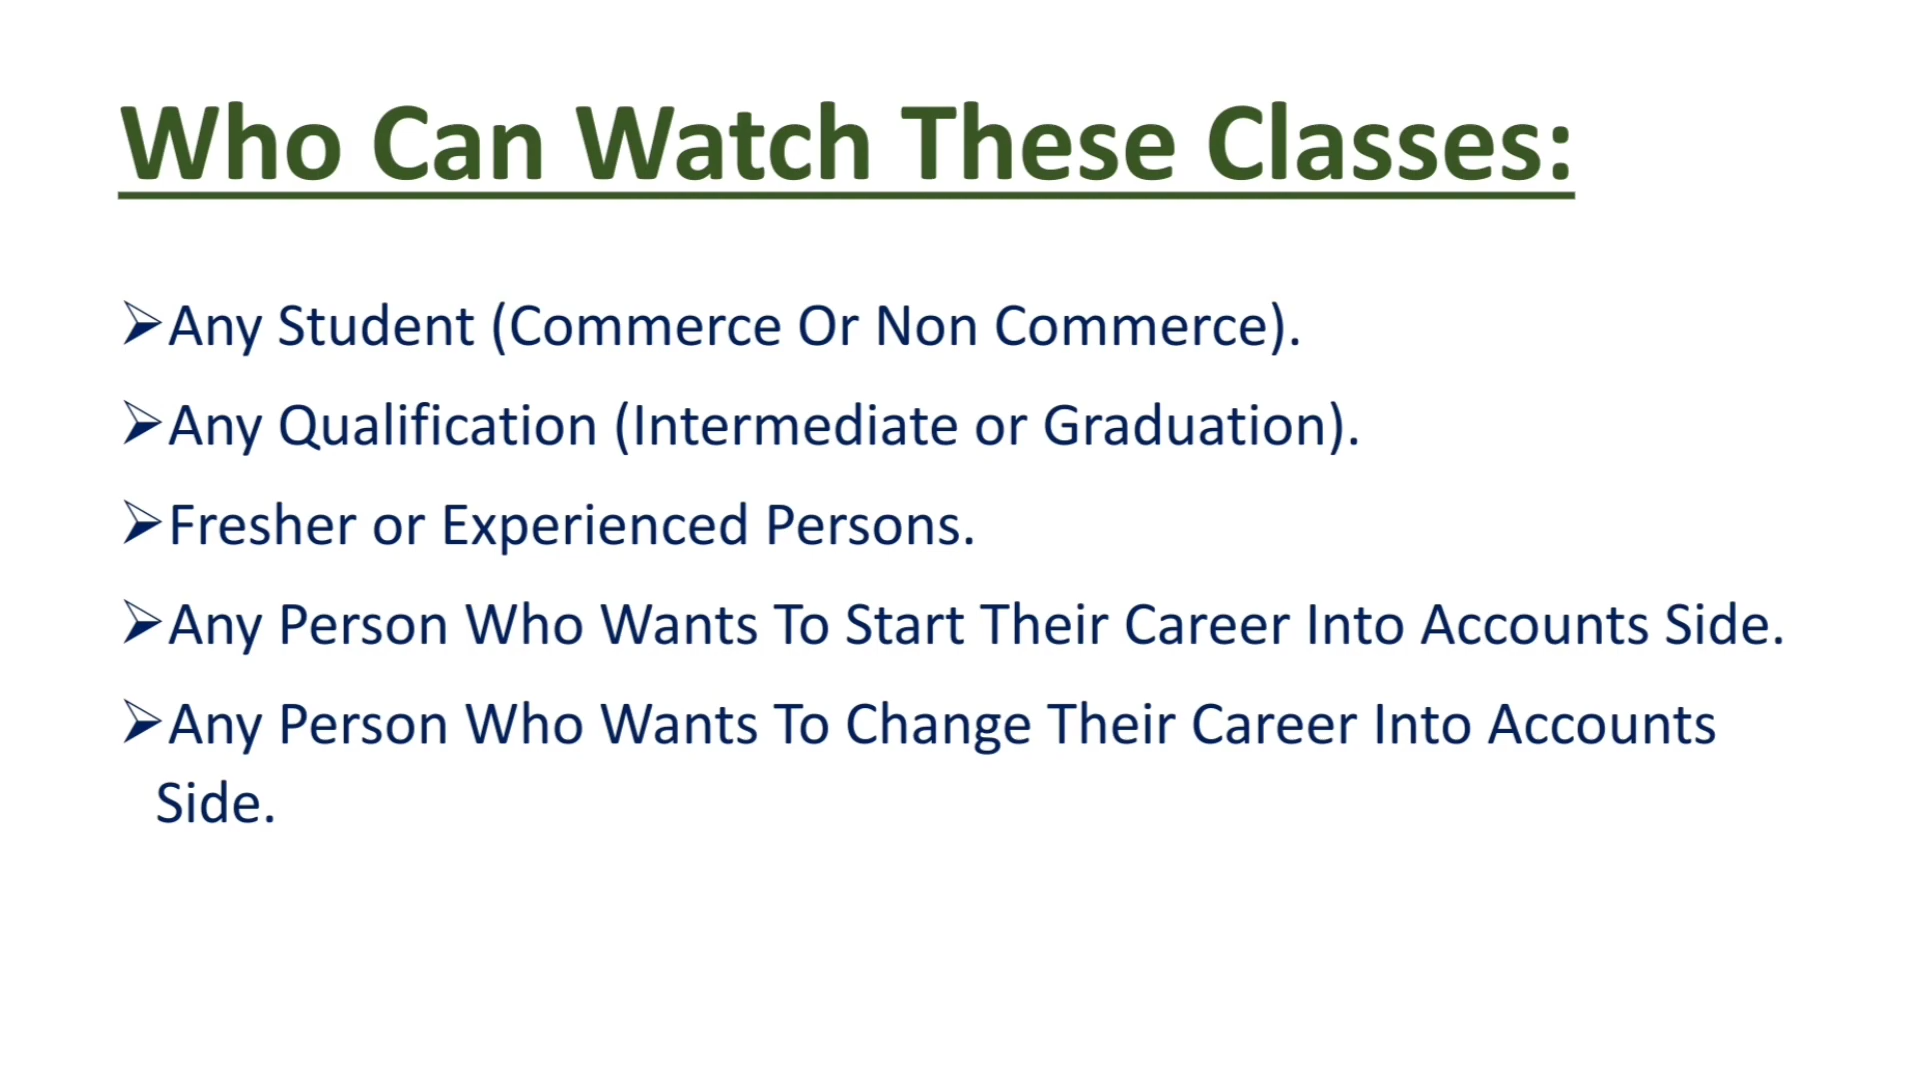 Who Can Watch These Classes:
➢Any Student (Commerce Or Non Commerce).
➢Any Qualification (Intermediate or Graduation).
➢Fresher or Experienced Persons.
➢Any Person Who Wants To Start Their Career Into Accounts Side.
➢Any Person Who Wants To Change Their Career Into Accounts
Side.